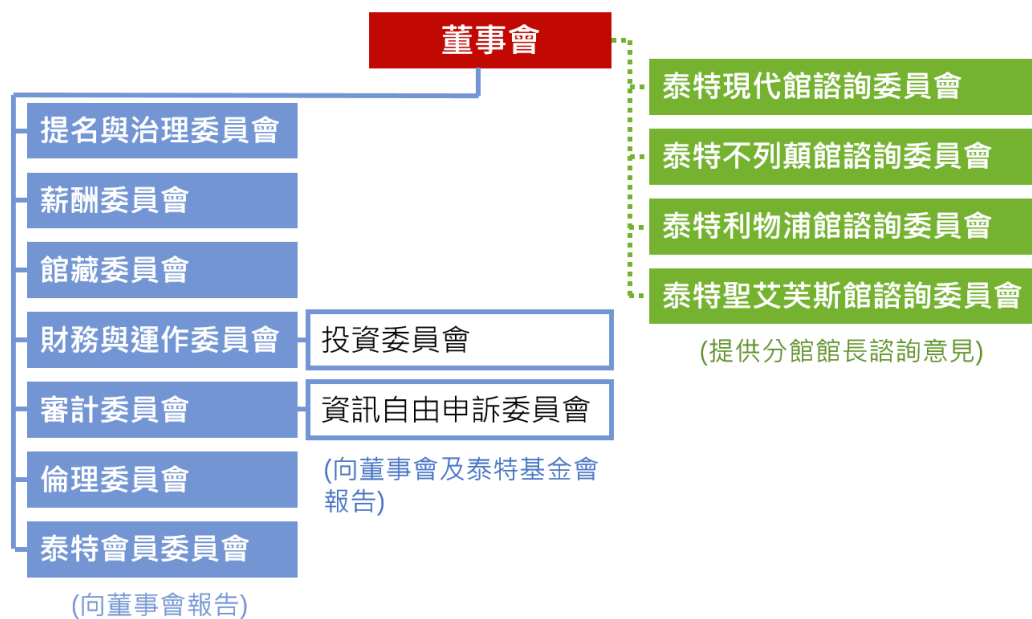 董事會
提名與治理委員會
薪酬委員會
館藏委員會
財務與運作委員會
審計委員會
倫理委員會
泰特會員委員會
(向董事會報告)
投資委員會
資訊自由申訴委員會
(向董事會及泰特基金會
報告)
泰特現代館諮詢委員會
泰特不列顛館諮詢委員會
泰特利物浦館諮詢委員會
泰特聖艾芙斯館諮詢委員會
(提供分館館長諮詢意見)